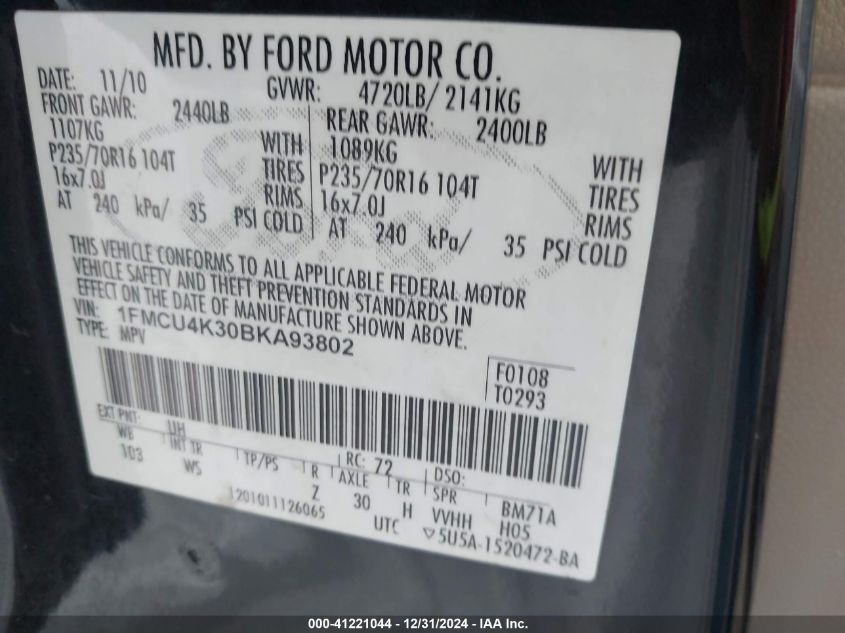 MFD. BY FORD MOTOR CO.
DATE: 11/10 GVWR: 4720LB/ 2141KG
FRONT GAWR: 2440LB REAR GAWR: 2400LB
1107KG WITH 1089KG WITH
P235/70R16 104T TIRES P235/70R16 104T TIRES
16x7.0J RIMS 16x7.0J RIMS
AT 240 kPa/ 35 PSI COLD AT 240 kPa/ 35 PSI COLD
THIS VEHICLE CONFORMS TO ALL APPLICABLE FEDERAL MOTOR
VEHICLE SAFETY AND THEFT PREVENTION STANDARDS IN
EFFECT ON THE DATE OF MANUFACTURE SHOWN ABOVE.
VIN: 1FMCU4K30BKA93802
TYPE: MPV
F0108
T0293
EXT PNT: UH RC: 72 DSO:
WB INT TR TP/PS R AXLE TR SPR BM71A
103 WS Z 30 H VVHH H05
1201011126065 UTC ▽5U5A-1520472-BA
000-41221044 - 12/31/2024 - IAA Inc.